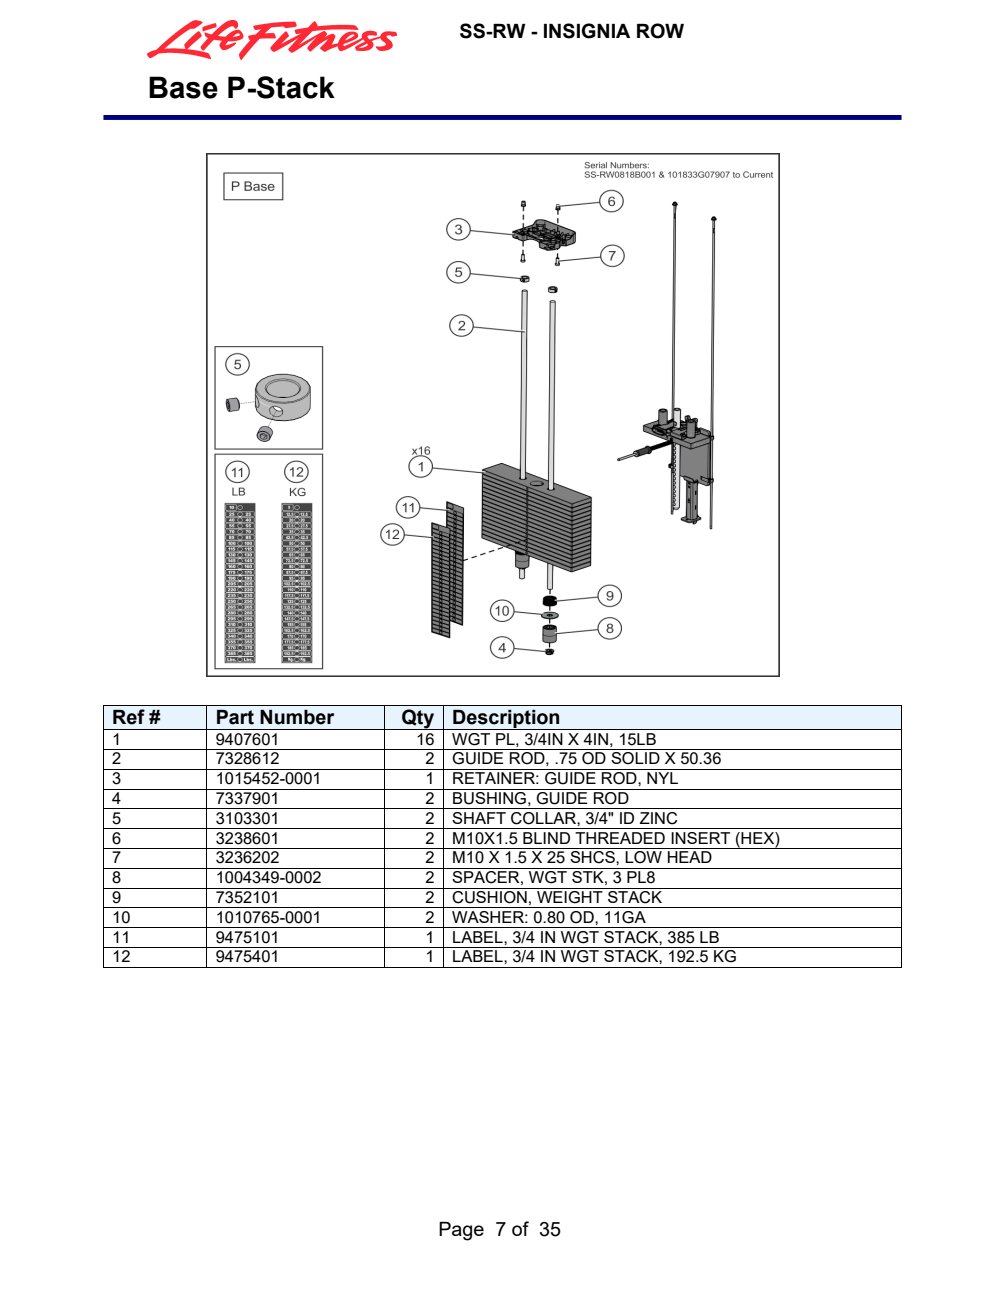 Life Fitness
SS-RW - INSIGNIA ROW
Base P-Stack
Serial Numbers:
SS-RW0818B001 & 101833G07907 to Current
P Base
6
3
7
5
2
5
x16
1
11
12
LB
KG
11
12
9
10
8
4
Ref # Part Number Qty Description
1 9407601 16 WGT PL, 3/4IN X 4IN, 15LB
2 7328612 2 GUIDE ROD, .75 OD SOLID X 50.36
3 1015452-0001 1 RETAINER: GUIDE ROD, NYL
4 7337901 2 BUSHING, GUIDE ROD
5 3103301 2 SHAFT COLLAR, 3/4" ID ZINC
6 3238601 2 M10X1.5 BLIND THREADED INSERT (HEX)
7 3236202 2 M10 X 1.5 X 25 SHCS, LOW HEAD
8 1004349-0002 2 SPACER, WGT STK, 3 PL8
9 7352101 2 CUSHION, WEIGHT STACK
10 1010765-0001 2 WASHER: 0.80 OD, 11GA
11 9475101 1 LABEL, 3/4 IN WGT STACK, 385 LB
12 9475401 1 LABEL, 3/4 IN WGT STACK, 192.5 KG
Page 7 of 35